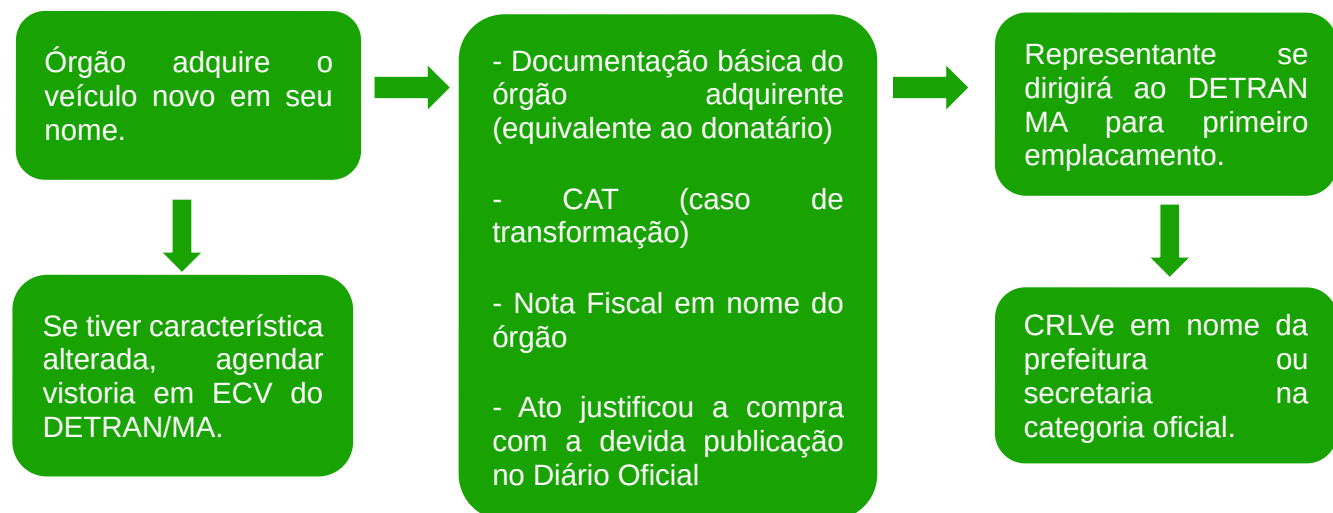 Órgão adquire o
veículo novo em seu
nome.
Se tiver característica
alterada, agendar
vistoria em ECV do
DETRAN/MA.
- Documentação básica do
órgão adquirente
(equivalente ao donatário)
- CAT (caso de
transformação)
- Nota Fiscal em nome do
órgão
- Ato justificou a compra
com a devida publicação
no Diário Oficial
Representante se
dirigirá ao DETRAN
MA para primeiro
emplacamento.
CRLVe em nome da
prefeitura ou
secretaria na
categoria oficial.